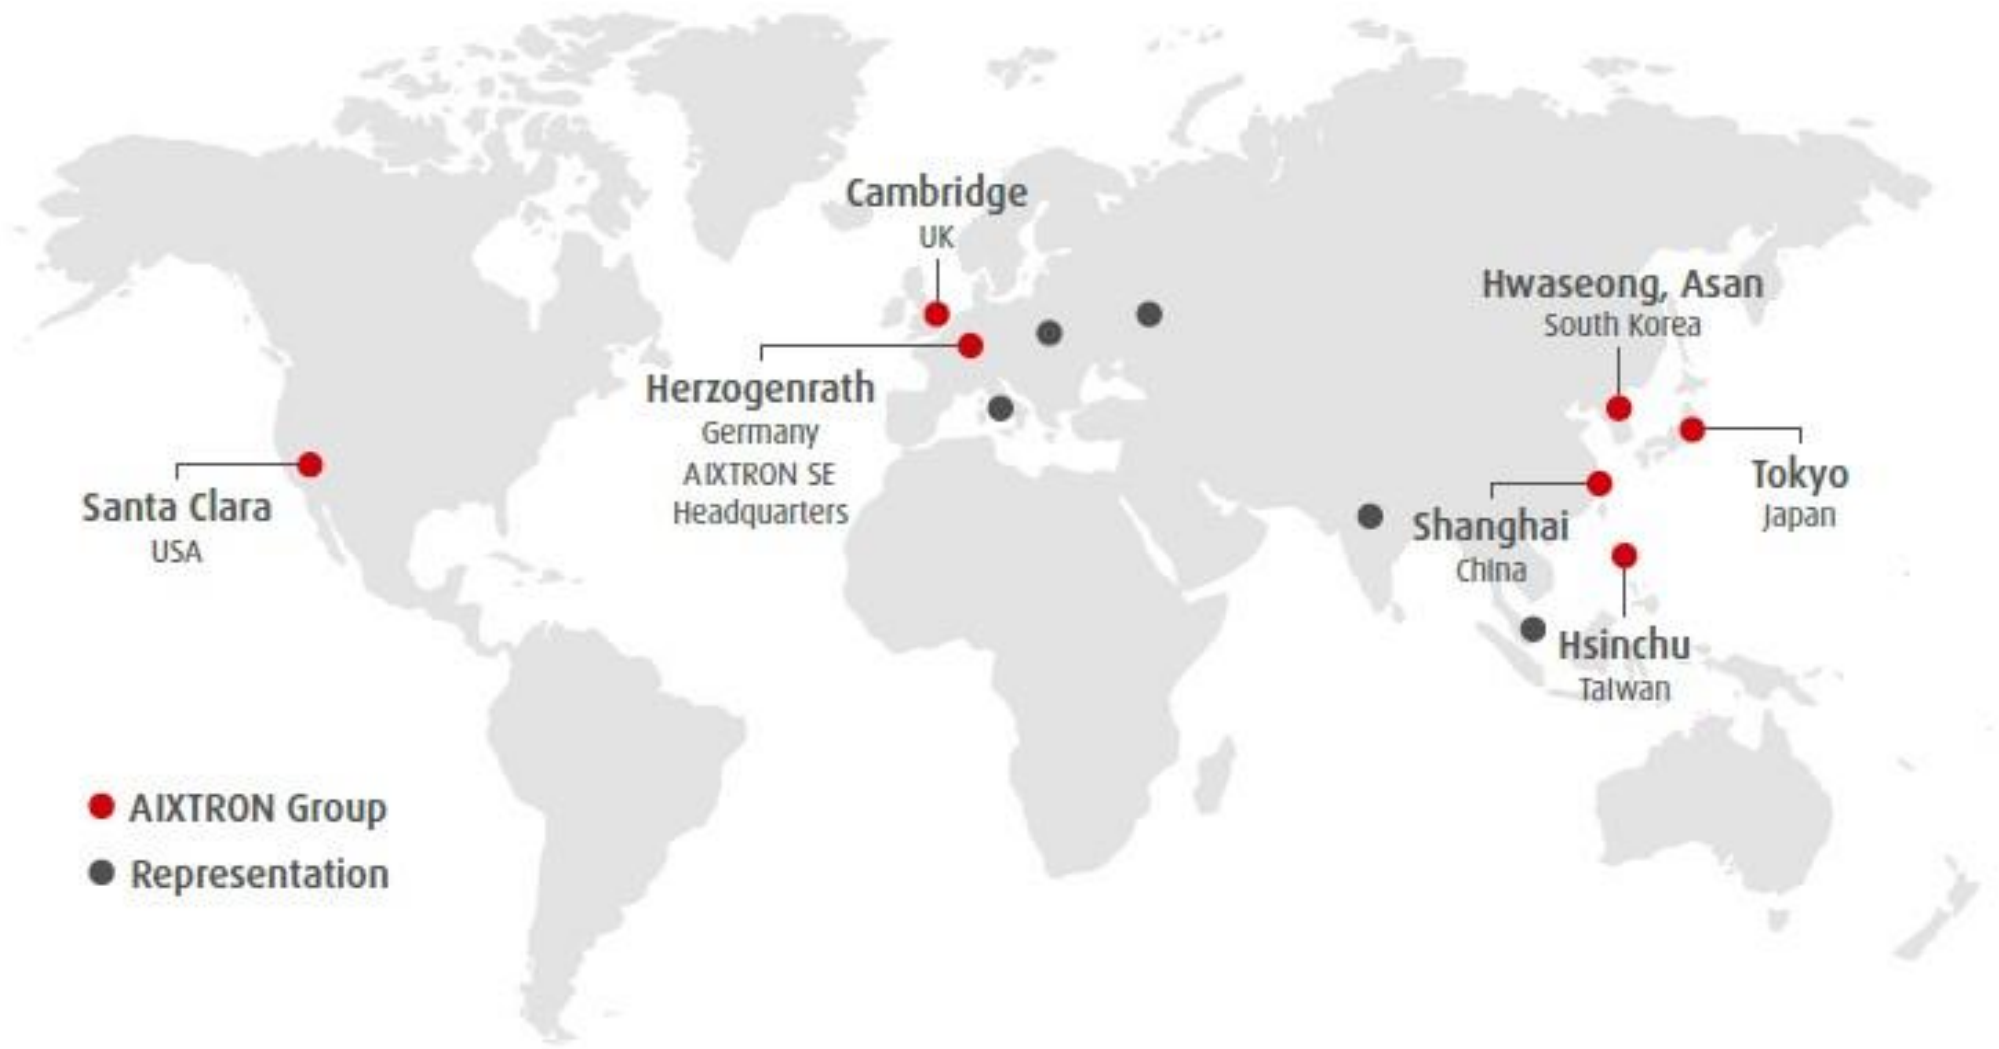 Cambridge
UK
Hwaseong, Asan
South Korea
Herzogenrath
Germany
AIXTRON SE
Headquarters
Santa Clara
USA
Tokyo
Japan
Shanghai
China
Hsinchu
Taiwan
AIXTRON Group
Representation